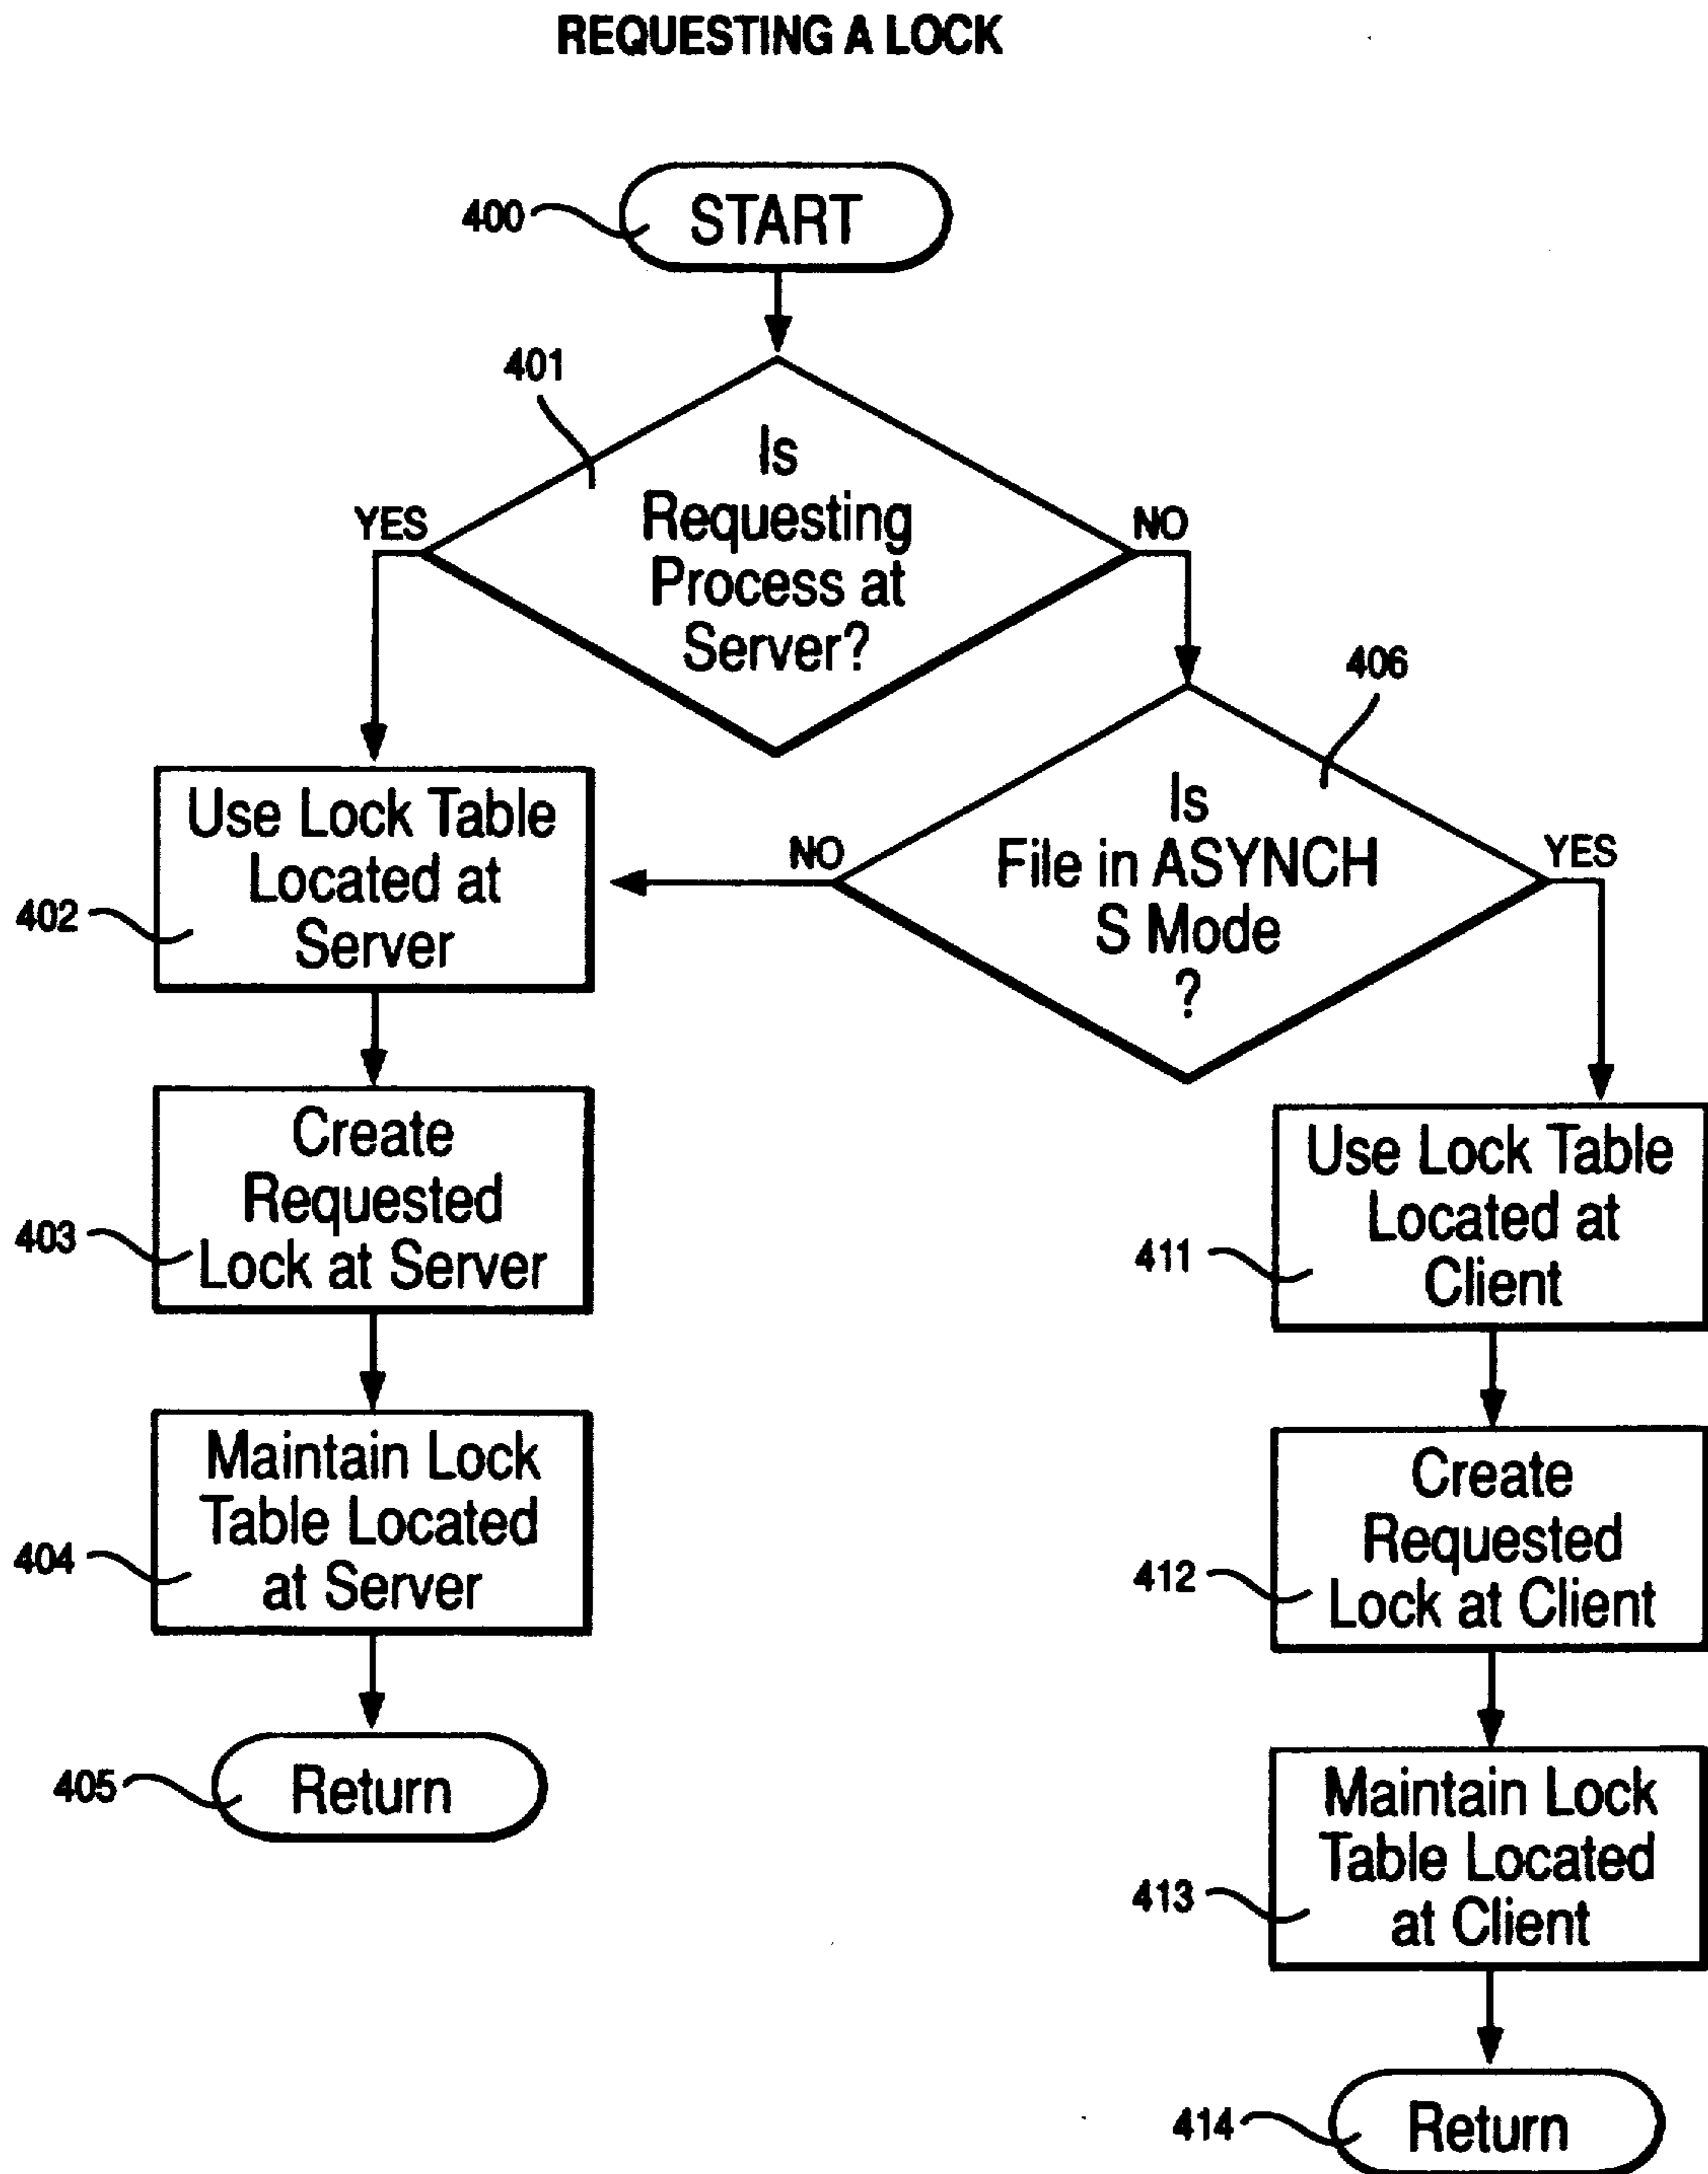 REQUESTING A LOCK
400
START
401
Is
Requesting
Process at
Server?
YES
NO
406
Is
File in ASYNCH
S Mode
?
NO
YES
402
Use Lock Table
Located at
Server
403
Create
Requested
Lock at Server
404
Maintain Lock
Table Located
at Server
405
Return
411
Use Lock Table
Located at
Client
412
Create
Requested
Lock at Client
413
Maintain Lock
Table Located
at Client
414
Return